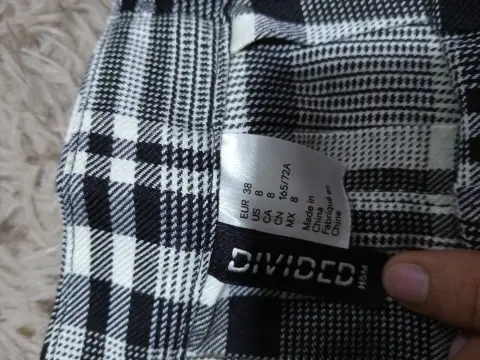 EUR 38
US 8
CA 8
CN 165/72A
MX 8
Made in
China
Fabriqué en
Chine
DIVIDED
H&M